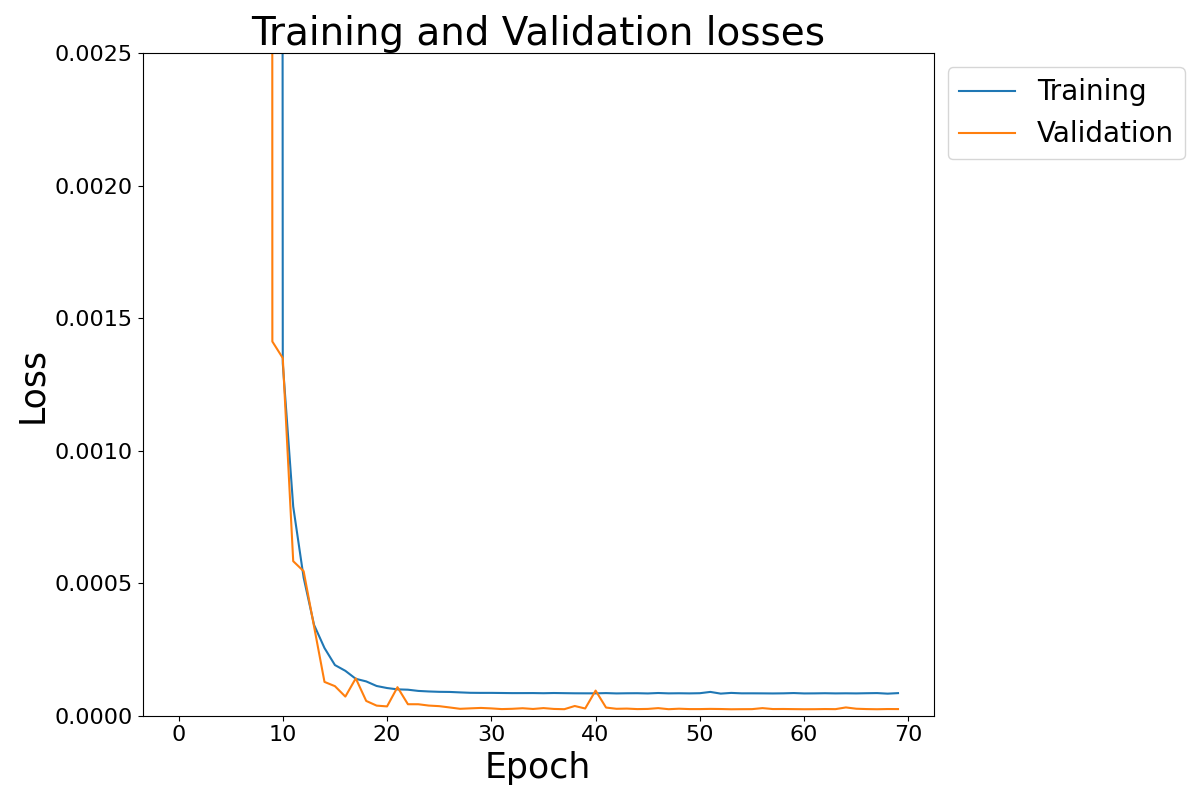 Training and Validation losses
0.0025
0.0020
0.0015
0.0010
0.0005
0.0000
Loss
0 10 20 30 40 50 60 70
Epoch
Training
Validation